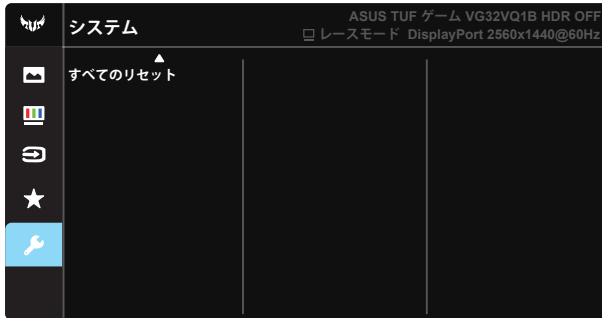 システム
ASUS TUF ゲーム VG32VQ1B HDR OFF
レースモード DisplayPort 2560x1440@60Hz
すべてのリセット